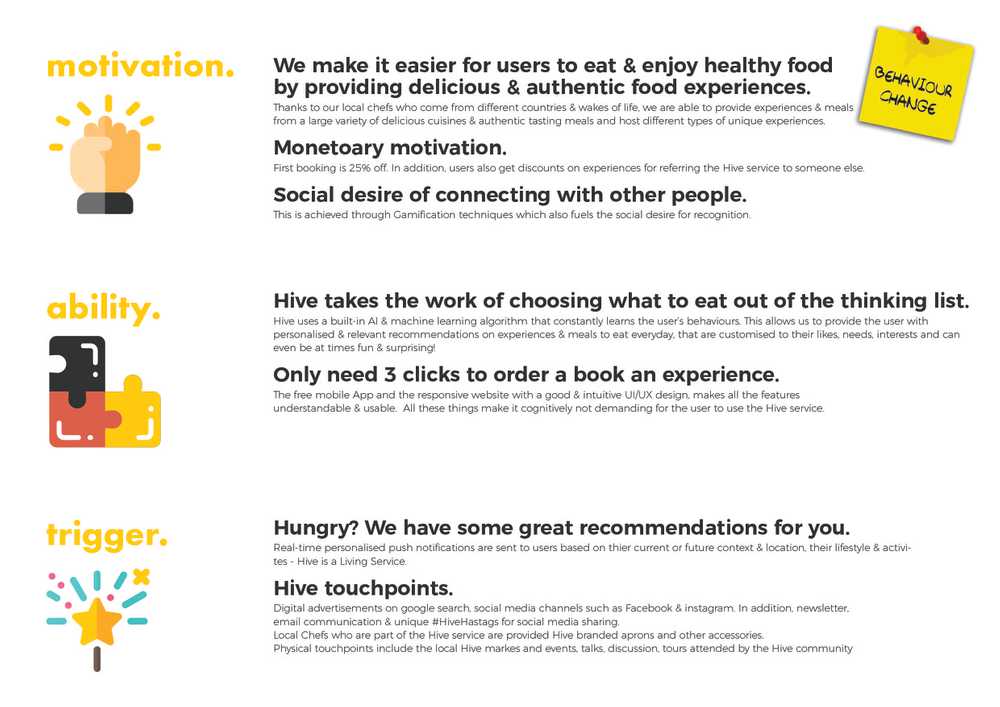 BEHAVIOUR
CHANGE
motivation.
We make it easier for users to eat & enjoy healthy food
by providing delicious & authentic food experiences.
Thanks to our local chefs who come from different countries & wakes of life, we are able to provide experiences & meals
from a large variety of delicious cuisines & authentic tasting meals and host different types of unique experiences.
Monetoary motivation.
First booking is 25% off. In addition, users also get discounts on experiences for referring the Hive service to someone else.
Social desire of connecting with other people.
This is achieved through Gamification techniques which also fuels the social desire for recognition.
ability.
Hive takes the work of choosing what to eat out of the thinking list.
Hive uses a built-in AI & machine learning algorithm that constantly learns the user's behaviours. This allows us to provide the user with
personalised & relevant recommendations on experiences & meals to eat everyday, that are customised to their likes, needs, interests and can
even be at times fun & surprising!
Only need 3 clicks to order a book an experience.
The free mobile App and the responsive website with a good & intuitive UI/UX design, makes all the features
understandable & usable. All these things make it cognitively not demanding for the user to use the Hive service.
trigger.
Hungry? We have some great recommendations for you.
Real-time personalised push notifications are sent to users based on thier current or future context & location, their lifestyle & activi-
tes - Hive is a Living Service.
Hive touchpoints.
Digital advertisements on google search, social media channels such as Facebook & instagram. In addition, newsletter,
email communication & unique #HiveHastags for social media sharing.
Local Chefs who are part of the Hive service are provided Hive branded aprons and other accessories.
Physical touchpoints include the local Hive markes and events, talks, discussion, tours attended by the Hive community